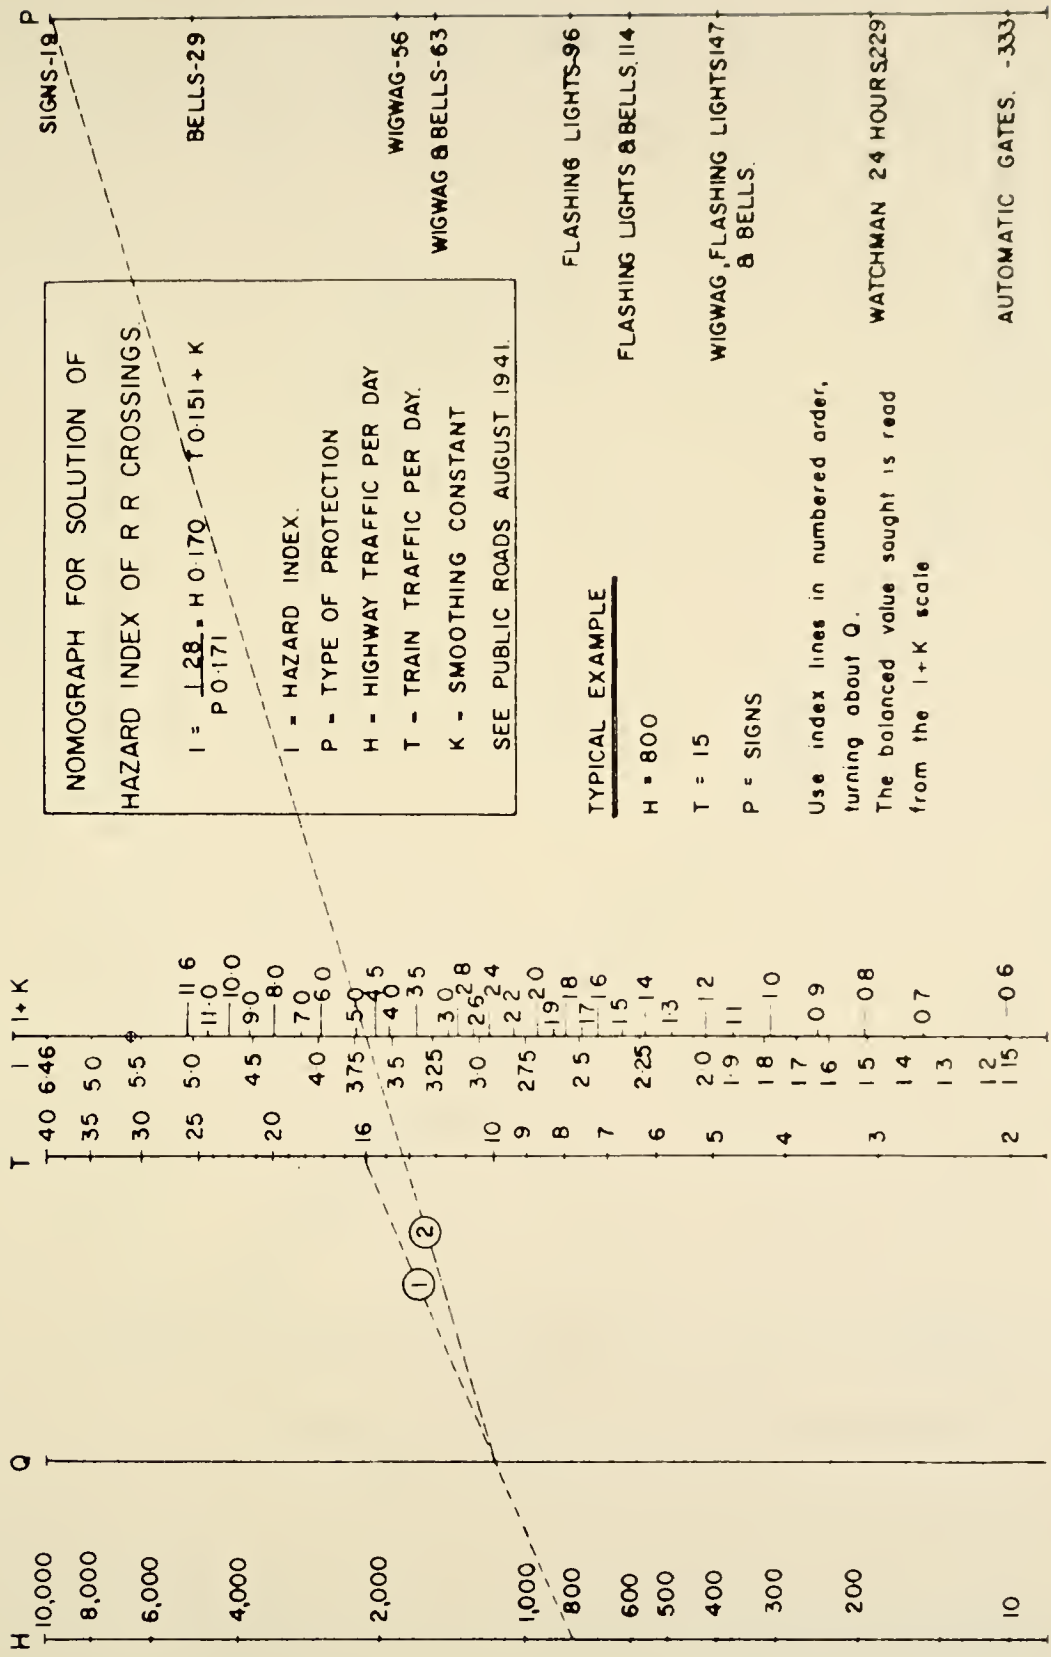 NOMOGRAPH FOR SOLUTION OF
HAZARD INDEX OF R R CROSSINGS
I = 1 28 = H 0·170 T 0·151 + K
P 0·171
I = HAZARD INDEX.
P - TYPE OF PROTECTION
H = HIGHWAY TRAFFIC PER DAY
T - TRAIN TRAFFIC PER DAY.
K - SMOOTHING CONSTANT
SEE PUBLIC ROADS AUGUST 1941.
TYPICAL EXAMPLE
H = 800
T = 15
P = SIGNS
Use index lines in numbered order,
turning about Q.
The balanced value sought is read
from the I+K scale
H
10,000
8,000
6,000
4,000
2,000
1,000
800
600
500
400
300
200
10
Q
1
2
T
40
35
30
25
20
16
10
9
8
7
6
5
4
3
2
I
6·46
5 0
5·5
5·0
4·5
4·0
3·75
3 5
3·25
3·0
2·75
2·5
2·25
2·0
1·9
1 8
1 7
1 6
1 5
1 4
1 3
1 2
1 15
I+K
11 6
11·0
10·0
9·0
8·0
7·0
6 0
5·0
4 5
4·0
3 5
3 0
2 8
2·6
2 4
2 2
2 0
1 9
1 8
1 7
1 6
1 5
1 4
1 3
1 2
1 1
1 0
0 9
0 8
0 7
0 6
P
SIGNS-19
BELLS-29
WIGWAG-56
WIGWAG & BELLS-63
FLASHING LIGHTS-96
FLASHING LIGHTS & BELLS. 114
WIGWAG, FLASHING LIGHTS 147
& BELLS.
WATCHMAN 24 HOURS 229
AUTOMATIC GATES. -333